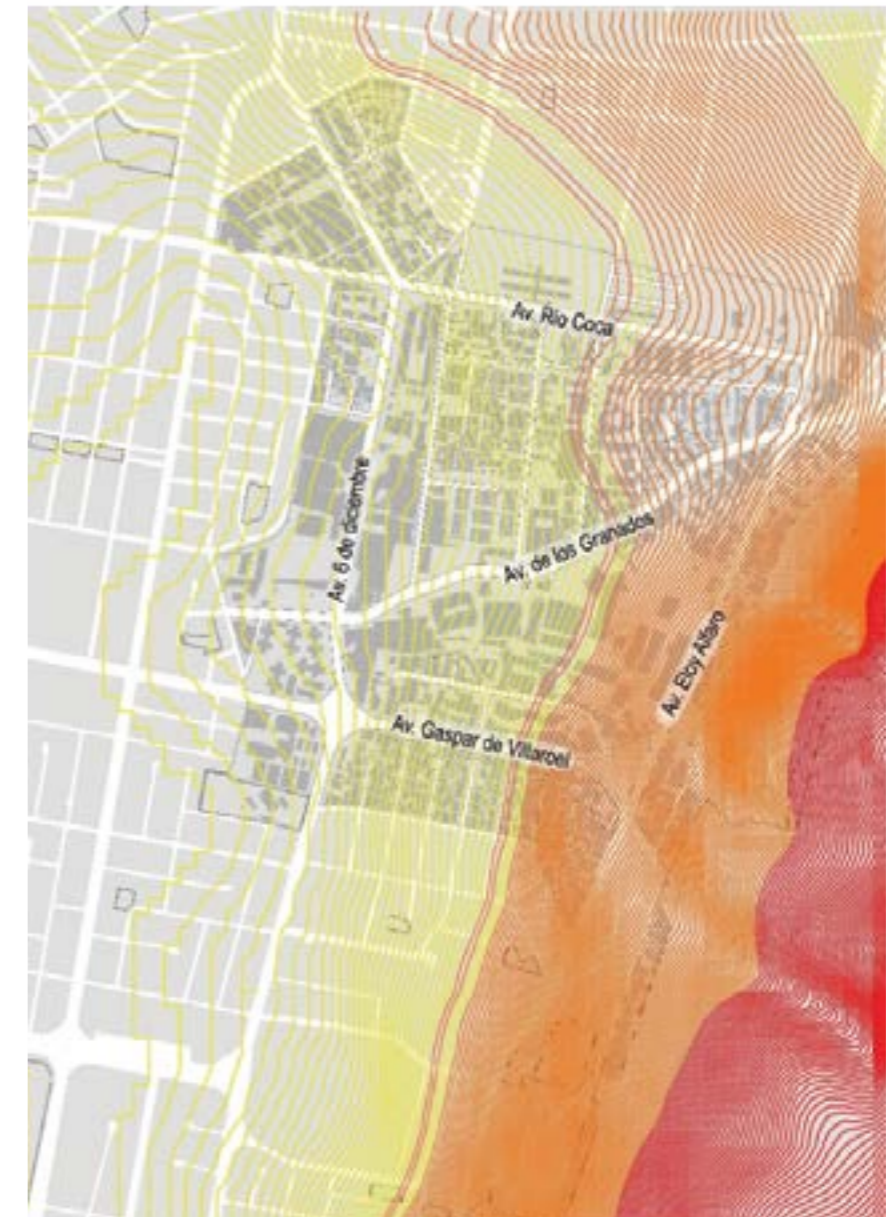 Av. Río Coca
Av. 6 de diciembre
Av. de los Granados
Av. Eloy Alfaro
Av. Gaspar de Villaroel